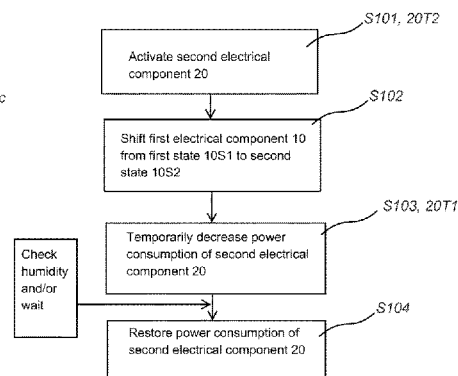 S101, 20T2
Activate second electrical
component 20
c
S102
Shift first electrical component 10
from first state 10S1 to second
state 10S2
S103, 20T1
Temporarily decrease power
consumption of second electrical
component 20
Check
humidity
and/or
wait
S104
Restore power consumption of
second electrical component 20